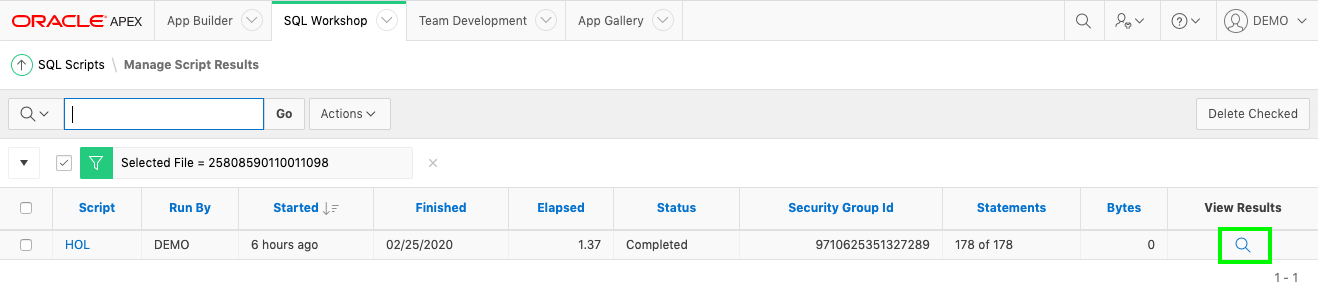 ORACLE APEX App Builder SQL Workshop Team Development App Gallery DEMO
SQL Scripts \ Manage Script Results
Go Actions Delete Checked
Selected File = 25808590110011098
Script Run By Started Finished Elapsed Status Security Group Id Statements Bytes View Results
HOL DEMO 6 hours ago 02/25/2020 1.37 Completed 9710625351327289 178 of 178 0
1 - 1